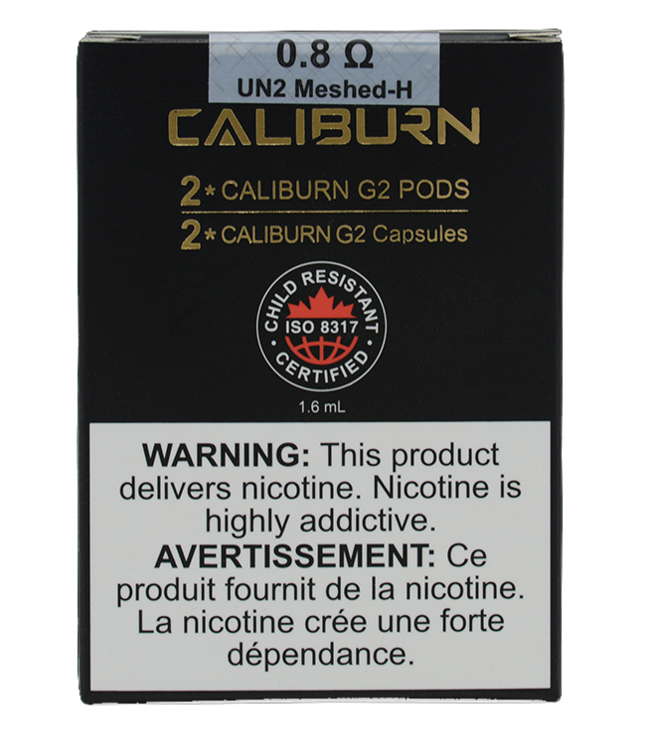 0.8 Ω
UN2 Meshed-H
CALIBURN
2* CALIBURN G2 PODS
2* CALIBURN G2 Capsules
CHILD RESISTANT
ISO 8317
• CERTIFIED •
1.6 mL
WARNING: This product
delivers nicotine. Nicotine is
highly addictive.
AVERTISSEMENT: Ce
produit fournit de la nicotine.
La nicotine crée une forte
dépendance.